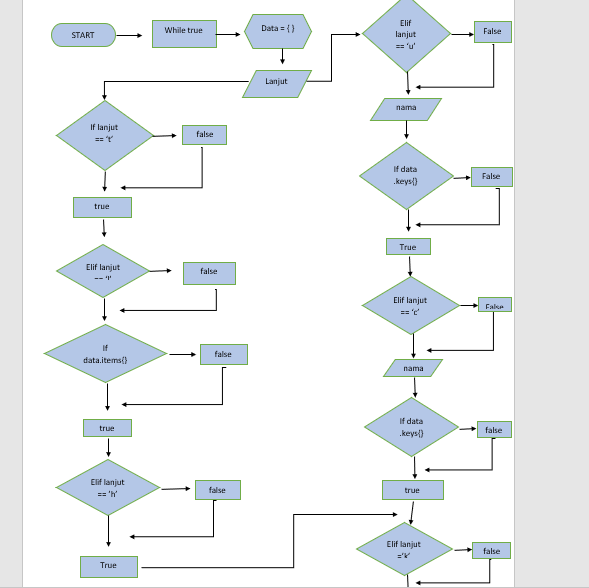 START
While true
Data = { }
Lanjut
If lanjut
== ‘t’
false
true
Elif lanjut
false
If
data.items{}
false
true
Elif lanjut
== ‘h’
false
True
Elif
lanjut
== ‘u’
False
nama
If data
.keys{}
False
True
Elif lanjut
== ‘c’
False
nama
If data
.keys{}
false
true
Elif lanjut
=‘k’
false